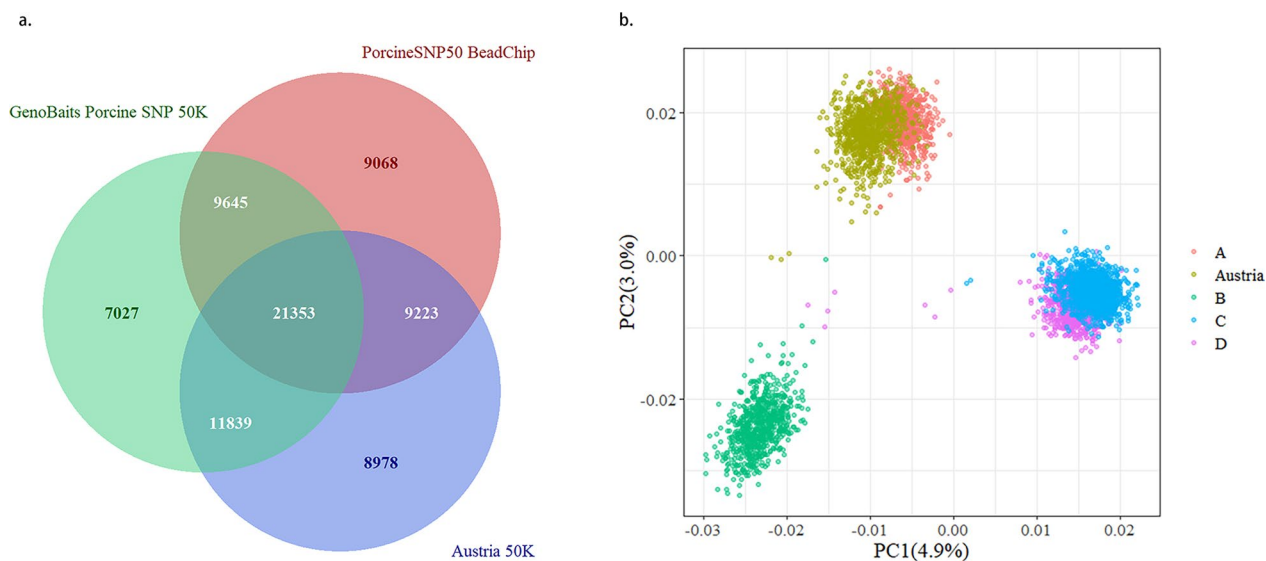 a.
PorcineSNP50 BeadChip
GenoBaits Porcine SNP 50K
9068
9645
7027
21353
9223
11839
8978
Austria 50K
b.
PC2(3.0%)
0.02
0.00
-0.02
-0.03
-0.02
-0.01
0.00
0.01
0.02
PC1(4.9%)
A
Austria
B
C
D